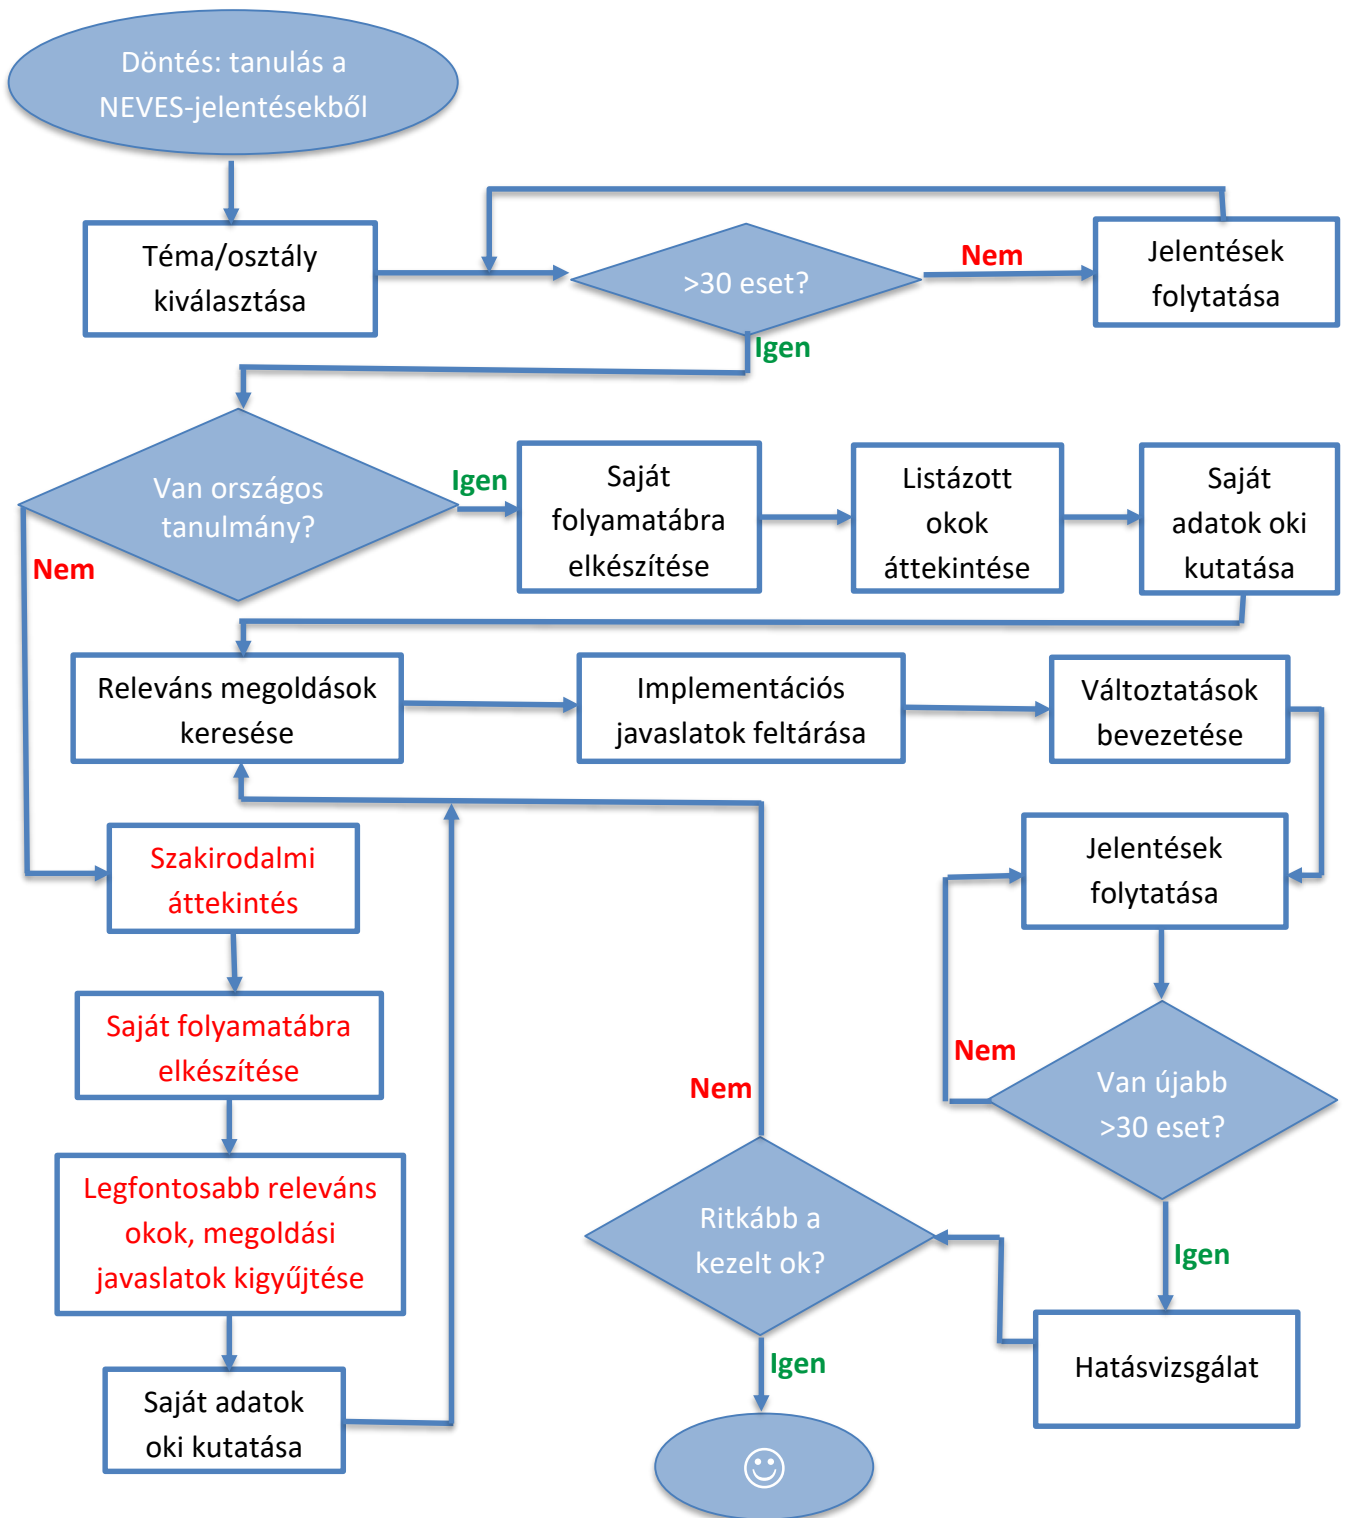 Döntés: tanulás a
NEVES-jelentésekből
Téma/osztály
kiválasztása
>30 eset?
Nem
Jelentések
folytatása
Igen
Van országos
tanulmány?
Igen
Saját
folyamatábra
elkészítése
Listázott
okok
áttekintése
Saját
adatok oki
kutatása
Nem
Releváns megoldások
keresése
Implementációs
javaslatok feltárása
Változtatások
bevezetése
Szakirodalmi
áttekintés
Jelentések
folytatása
Saját folyamatábra
elkészítése
Nem
Van újabb
>30 eset?
Nem
Legfontosabb releváns
okok, megoldási
javaslatok kigyűjtése
Ritkább a
kezelt ok?
Igen
Igen
Hatásvizsgálat
Saját adatok
oki kutatása